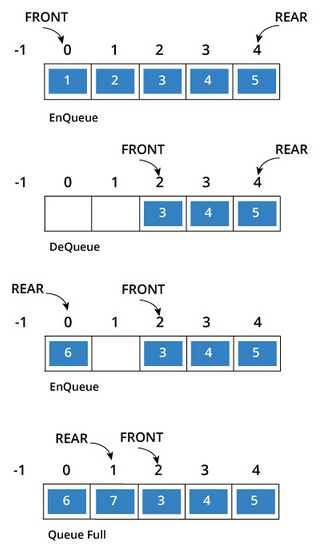 FRONT REAR
-1 0 1 2 3 4
1 2 3 4 5
EnQueue
FRONT REAR
-1 0 1 2 3 4
3 4 5
DeQueue
REAR FRONT
-1 0 1 2 3 4
6 3 4 5
EnQueue
REAR FRONT
-1 0 1 2 3 4
6 7 3 4 5
Queue Full